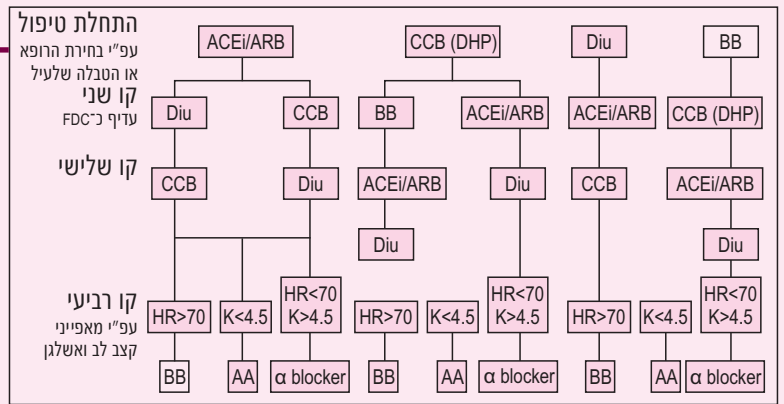 התחלת טיפול
עפ״י בחירת הרופא
או הטבלה שלעיל
ACEi/ARB
CCB (DHP)
Diu
BB
קו שני
עדיף כ־FDC
Diu
CCB
BB
ACEi/ARB
ACEi/ARB
CCB (DHP)
קו שלישי
CCB
Diu
ACEi/ARB
Diu
CCB
ACEi/ARB
Diu
Diu
קו רביעי
עפ״י מאפייני
קצב לב ואשלגן
HR>70
K<4.5
HR<70
K>4.5
HR>70
K<4.5
HR<70
K>4.5
HR>70
K<4.5
HR<70
K>4.5
BB
AA
α blocker
BB
AA
α blocker
BB
AA
α blocker